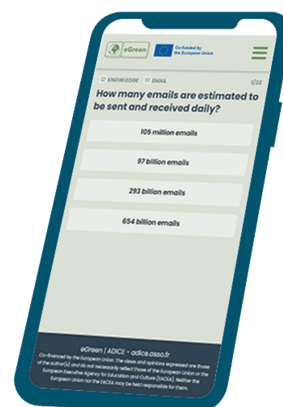 eGreen
Co-funded by
the European Union
KNOWLEDGE EMAIL 1/33
How many emails are estimated to
be sent and received daily?
105 million emails
97 billion emails
293 billion emails
654 billion emails
eGreen | ADICE - adice.asso.fr
Co-financed by the European Union. The views and opinions expressed are those
of the author(s) and do not necessarily reflect those of the European Union or the
European Executive Agency for Education and Culture (EACEA). Neither the
European Union nor the EACEA may be held responsible for them.